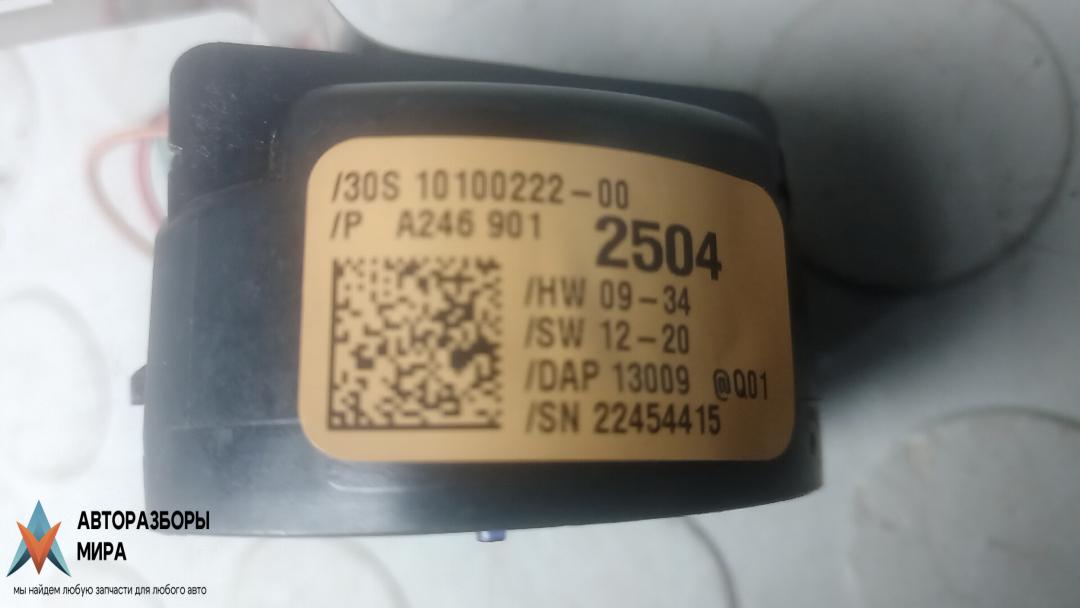 /30S 10100222-00
/P A246 901 2504
/HW 09-34
/SW 12-20
/DAP 13009 @Q01
/SN 22454415
АВТОРАЗБОРЫ
МИРА
мы найдем любую запчасти для любого авто